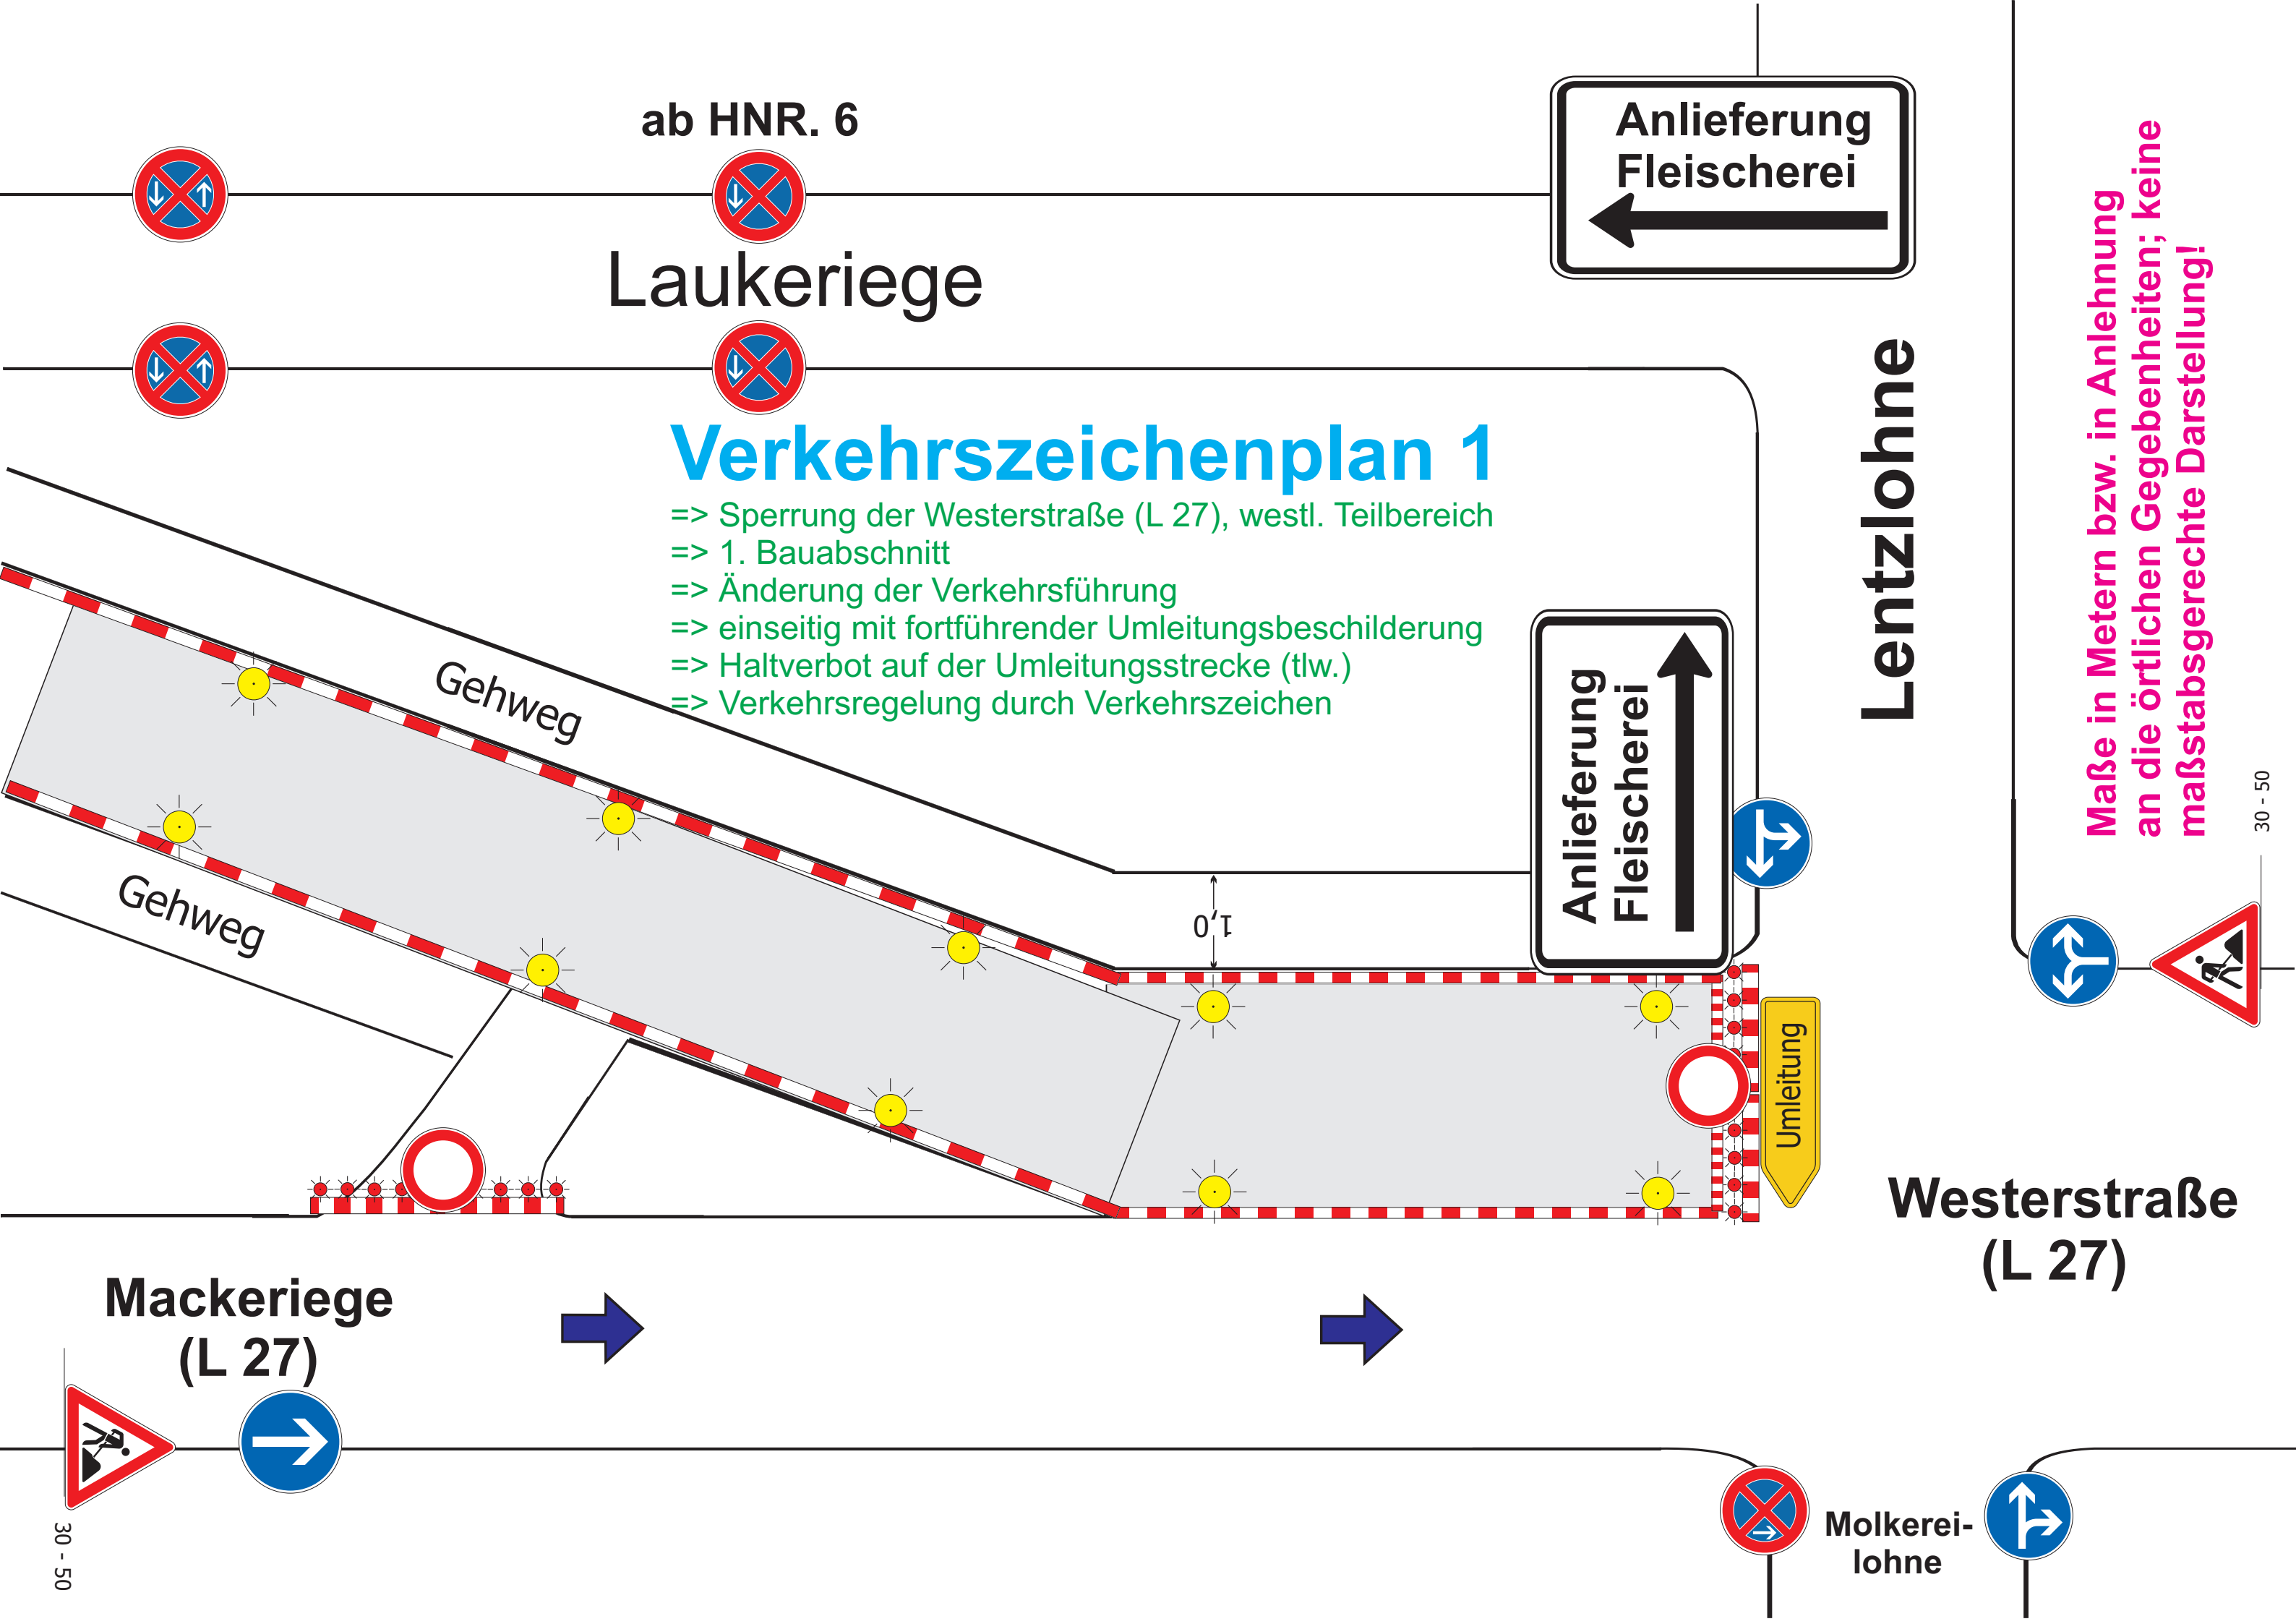 ab HNR. 6
Anlieferung
Fleischerei
Laukeriege
Verkehrszeichenplan 1
=> Sperrung der Westerstraße (L 27), westl. Teilbereich
=> 1. Bauabschnitt
=> Änderung der Verkehrsführung
=> einseitig mit fortführender Umleitungsbeschilderung
=> Haltverbot auf der Umleitungsstrecke (tlw.)
=> Verkehrsregelung durch Verkehrszeichen
Lentzlohne
Maße in Metern bzw. in Anlehnung
an die örtlichen Gegebenheiten; keine
maßstabsgerechte Darstellung!
30 - 50
Gehweg
Gehweg
1,0
Anlieferung
Fleischerei
Umleitung
Westerstraße
(L 27)
Mackeriege
(L 27)
30 - 50
Molkerei-
lohne